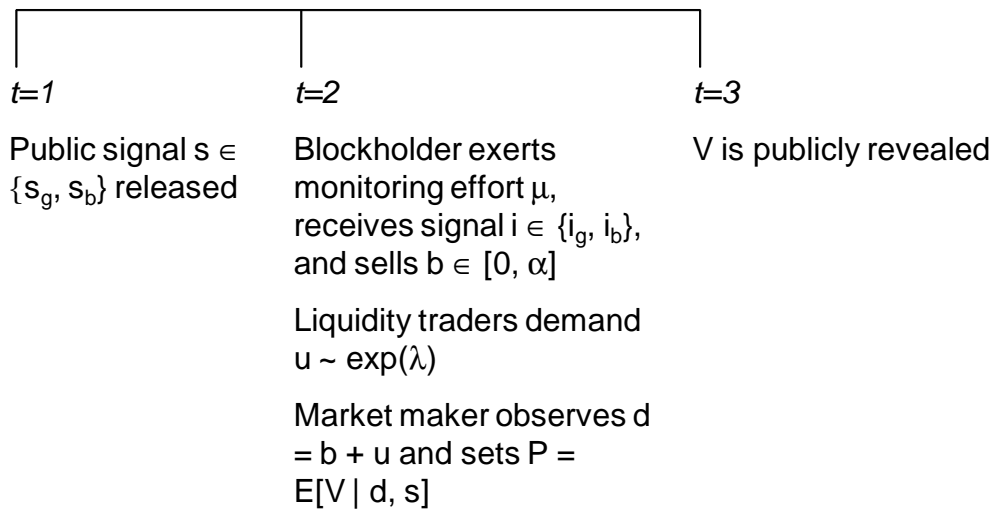 t=1
Public signal s ∈
{s_g, s_b} released
t=2
Blockholder exerts
monitoring effort μ,
receives signal i ∈ {i_g, i_b},
and sells b ∈ [0, α]
Liquidity traders demand
u ~ exp(λ)
Market maker observes d
= b + u and sets P =
E[V | d, s]
t=3
V is publicly revealed